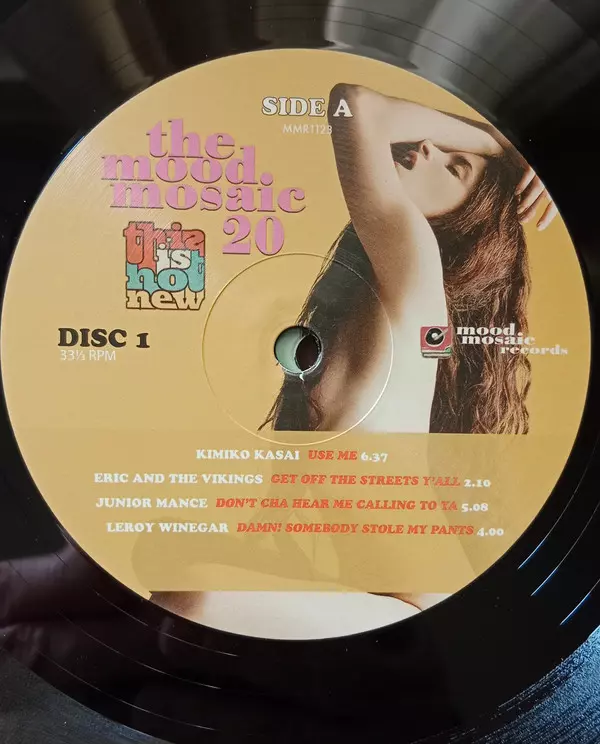 SIDE A
MMR1123
the
mood
mosaic
20
this
is
not
new
DISC 1
33⅓ RPM
mood
mosaic
records
KIMIKO KASAI USE ME 6.37
ERIC AND THE VIKINGS GET OFF THE STREETS Y'ALL 2.10
JUNIOR MANCE DON'T CHA HEAR ME CALLING TO YA 5.08
LEROY WINEGAR DAMN! SOMEBODY STOLE MY PANTS 4.00